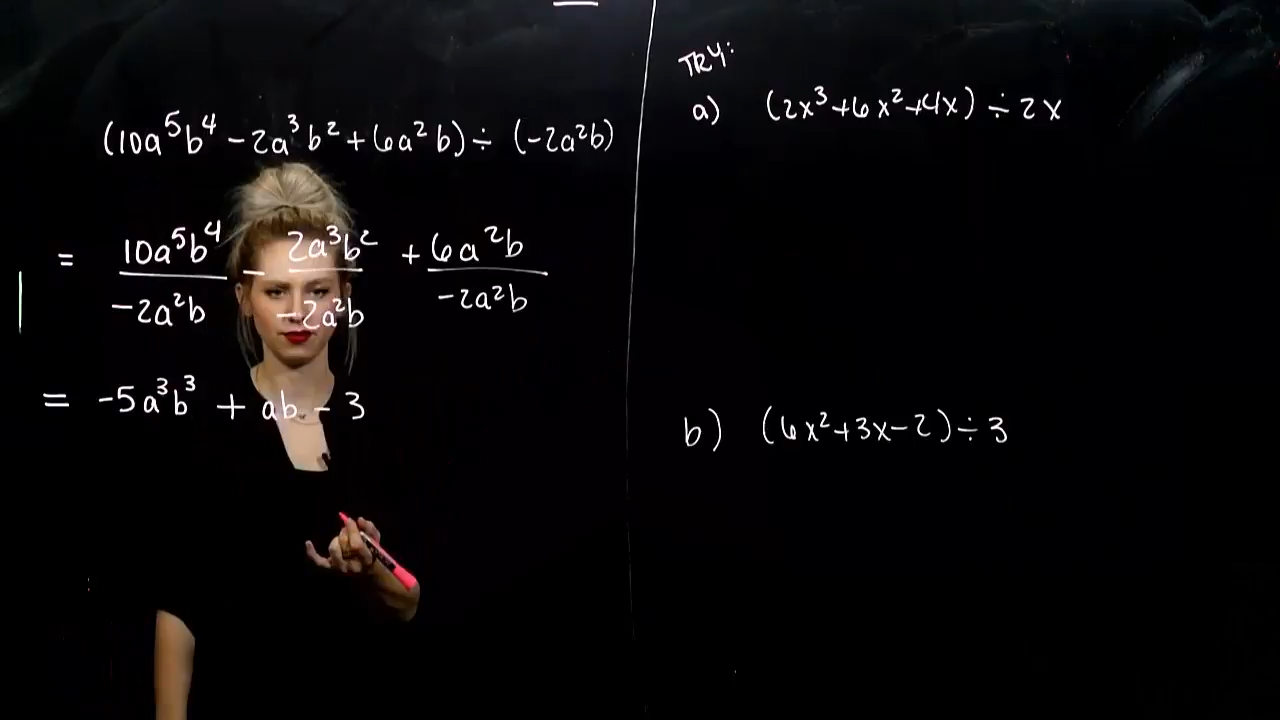 (10a⁵b⁴ - 2a³b² + 6a²b) ÷ (-2a²b)
= 10a⁵b⁴/-2a²b - 2a³b²/-2a²b + 6a²b/-2a²b
= -5a³b³ + ab - 3
TRY:
a) (2x³+6x²+4x) ÷ 2x
b) (6x²+3x-2) ÷ 3